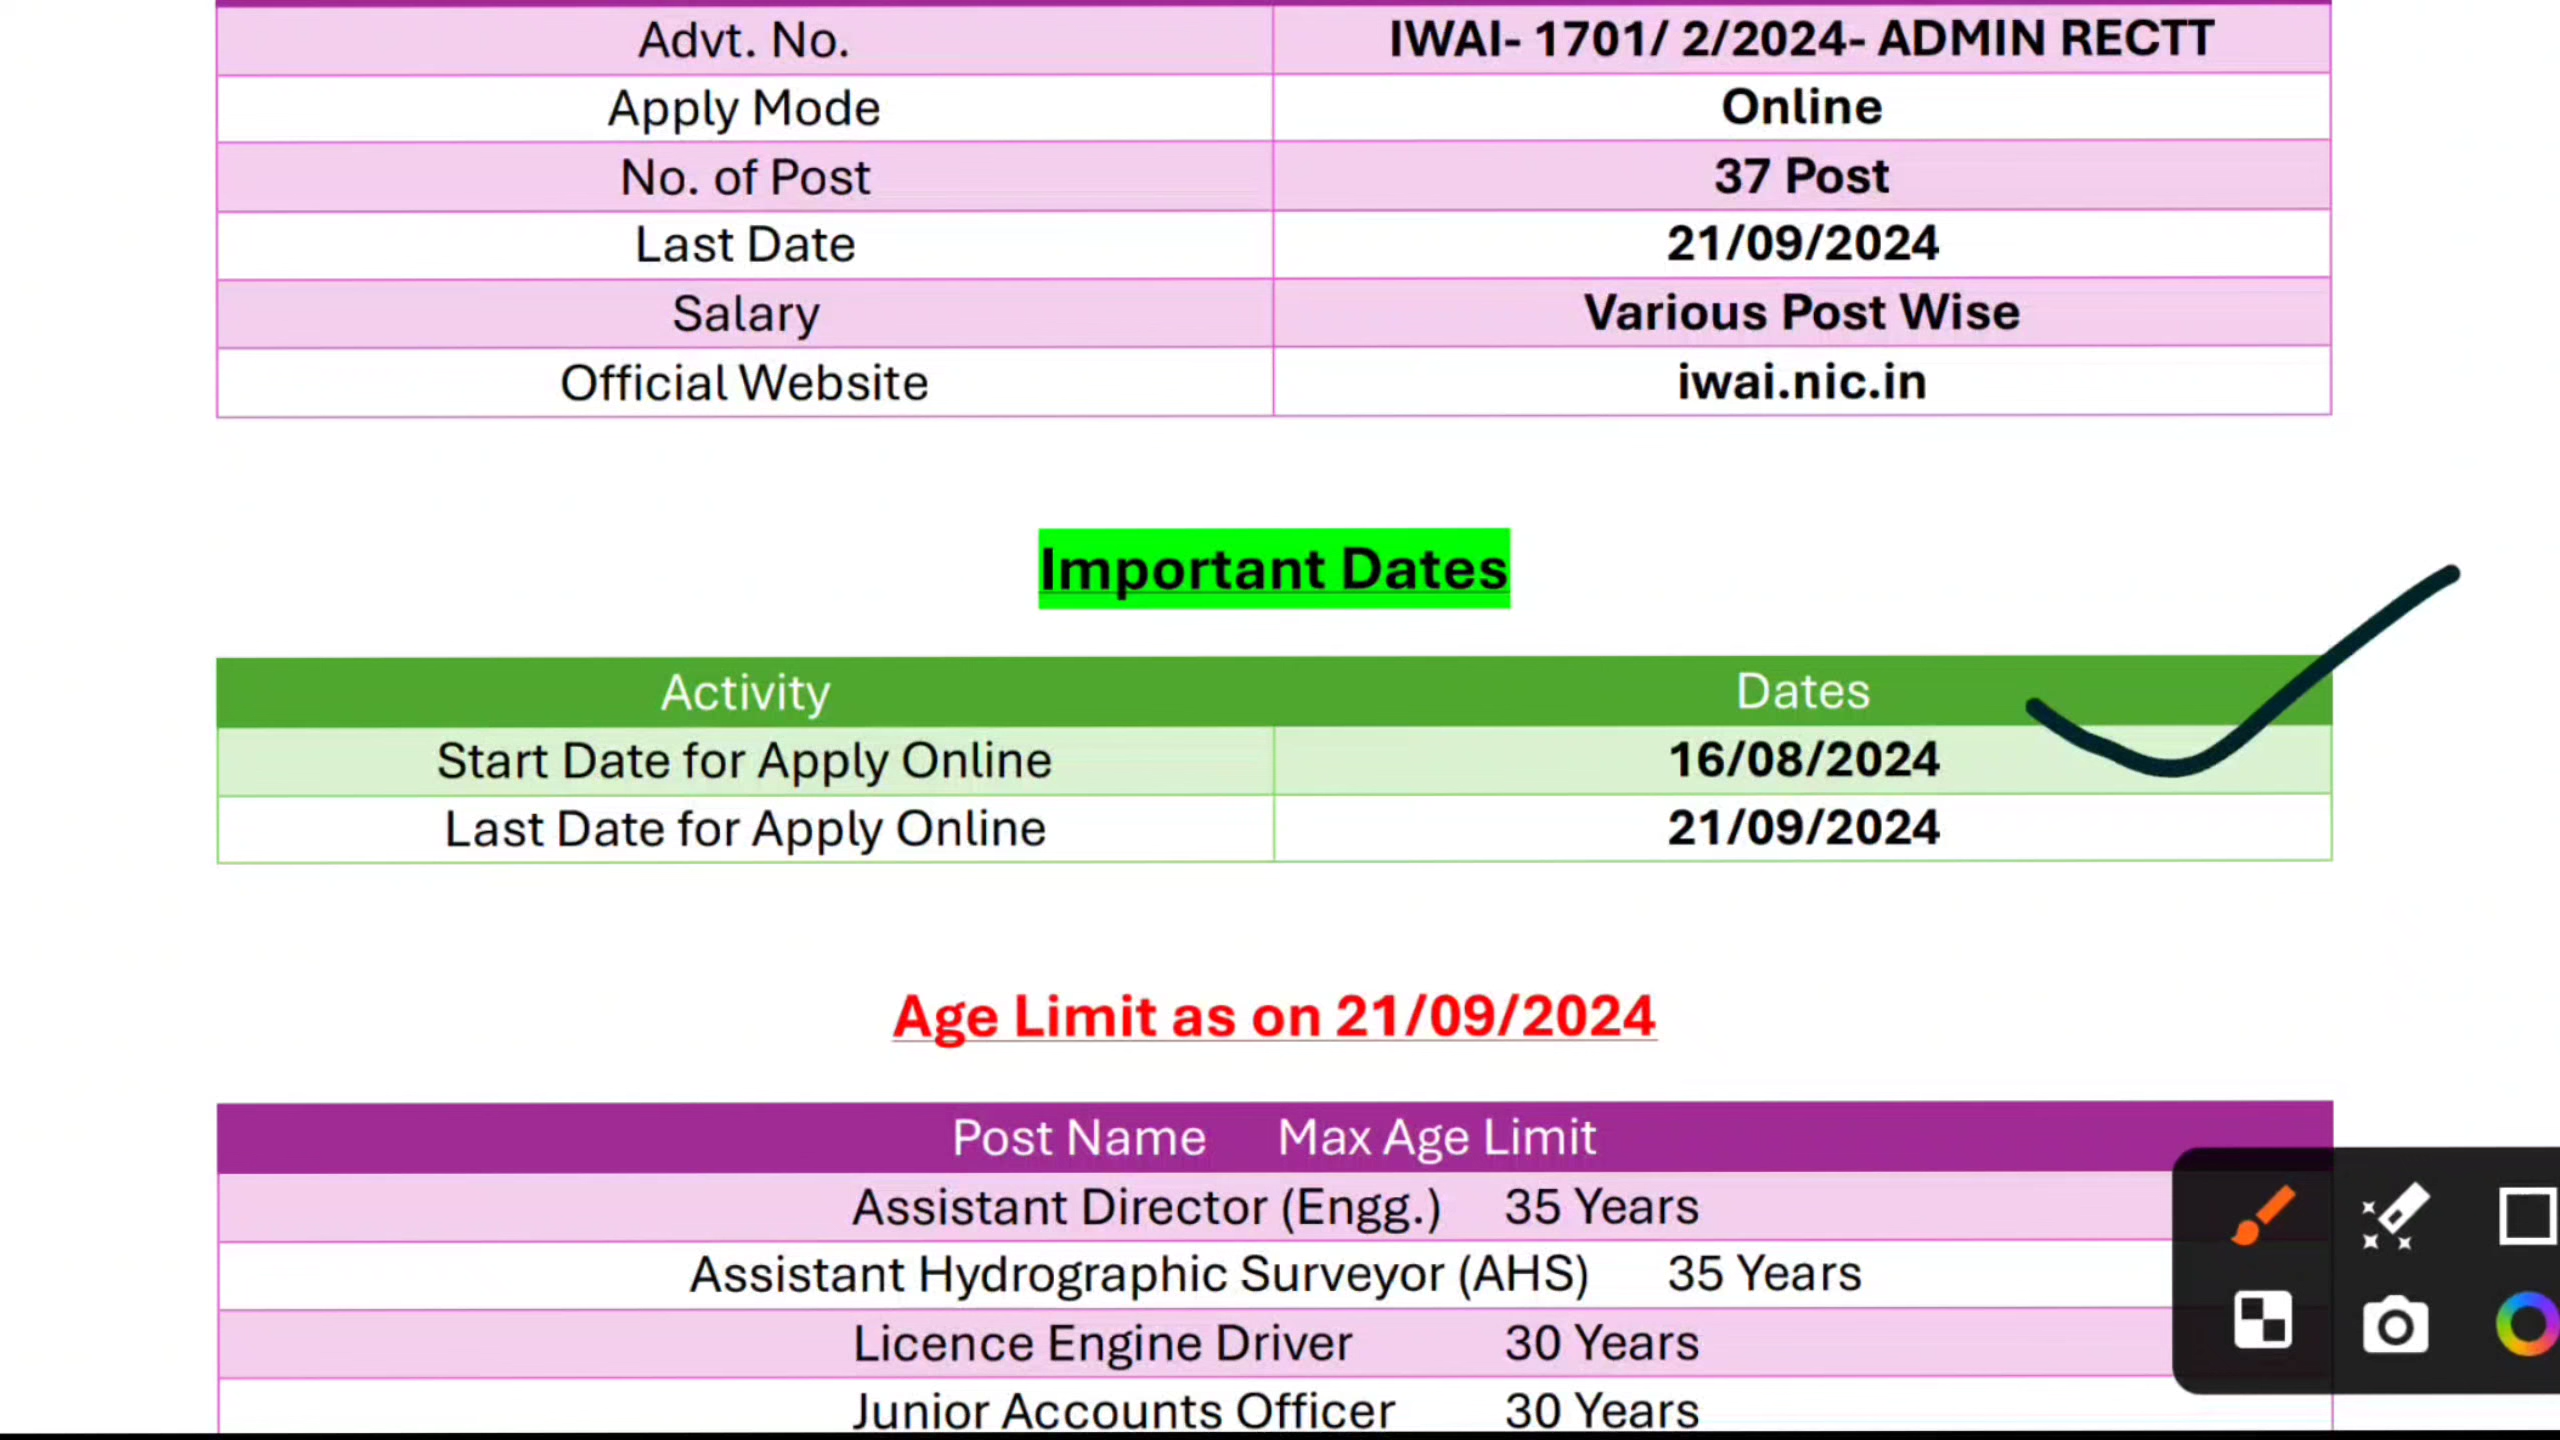 Advt. No. IWAI- 1701/ 2/2024- ADMIN RECTT
Apply Mode Online
No. of Post 37 Post
Last Date 21/09/2024
Salary Various Post Wise
Official Website iwai.nic.in
Important Dates
Activity Dates
Start Date for Apply Online 16/08/2024
Last Date for Apply Online 21/09/2024
Age Limit as on 21/09/2024
Post Name Max Age Limit
Assistant Director (Engg.) 35 Years
Assistant Hydrographic Surveyor (AHS) 35 Years
Licence Engine Driver 30 Years
Junior Accounts Officer 30 Years